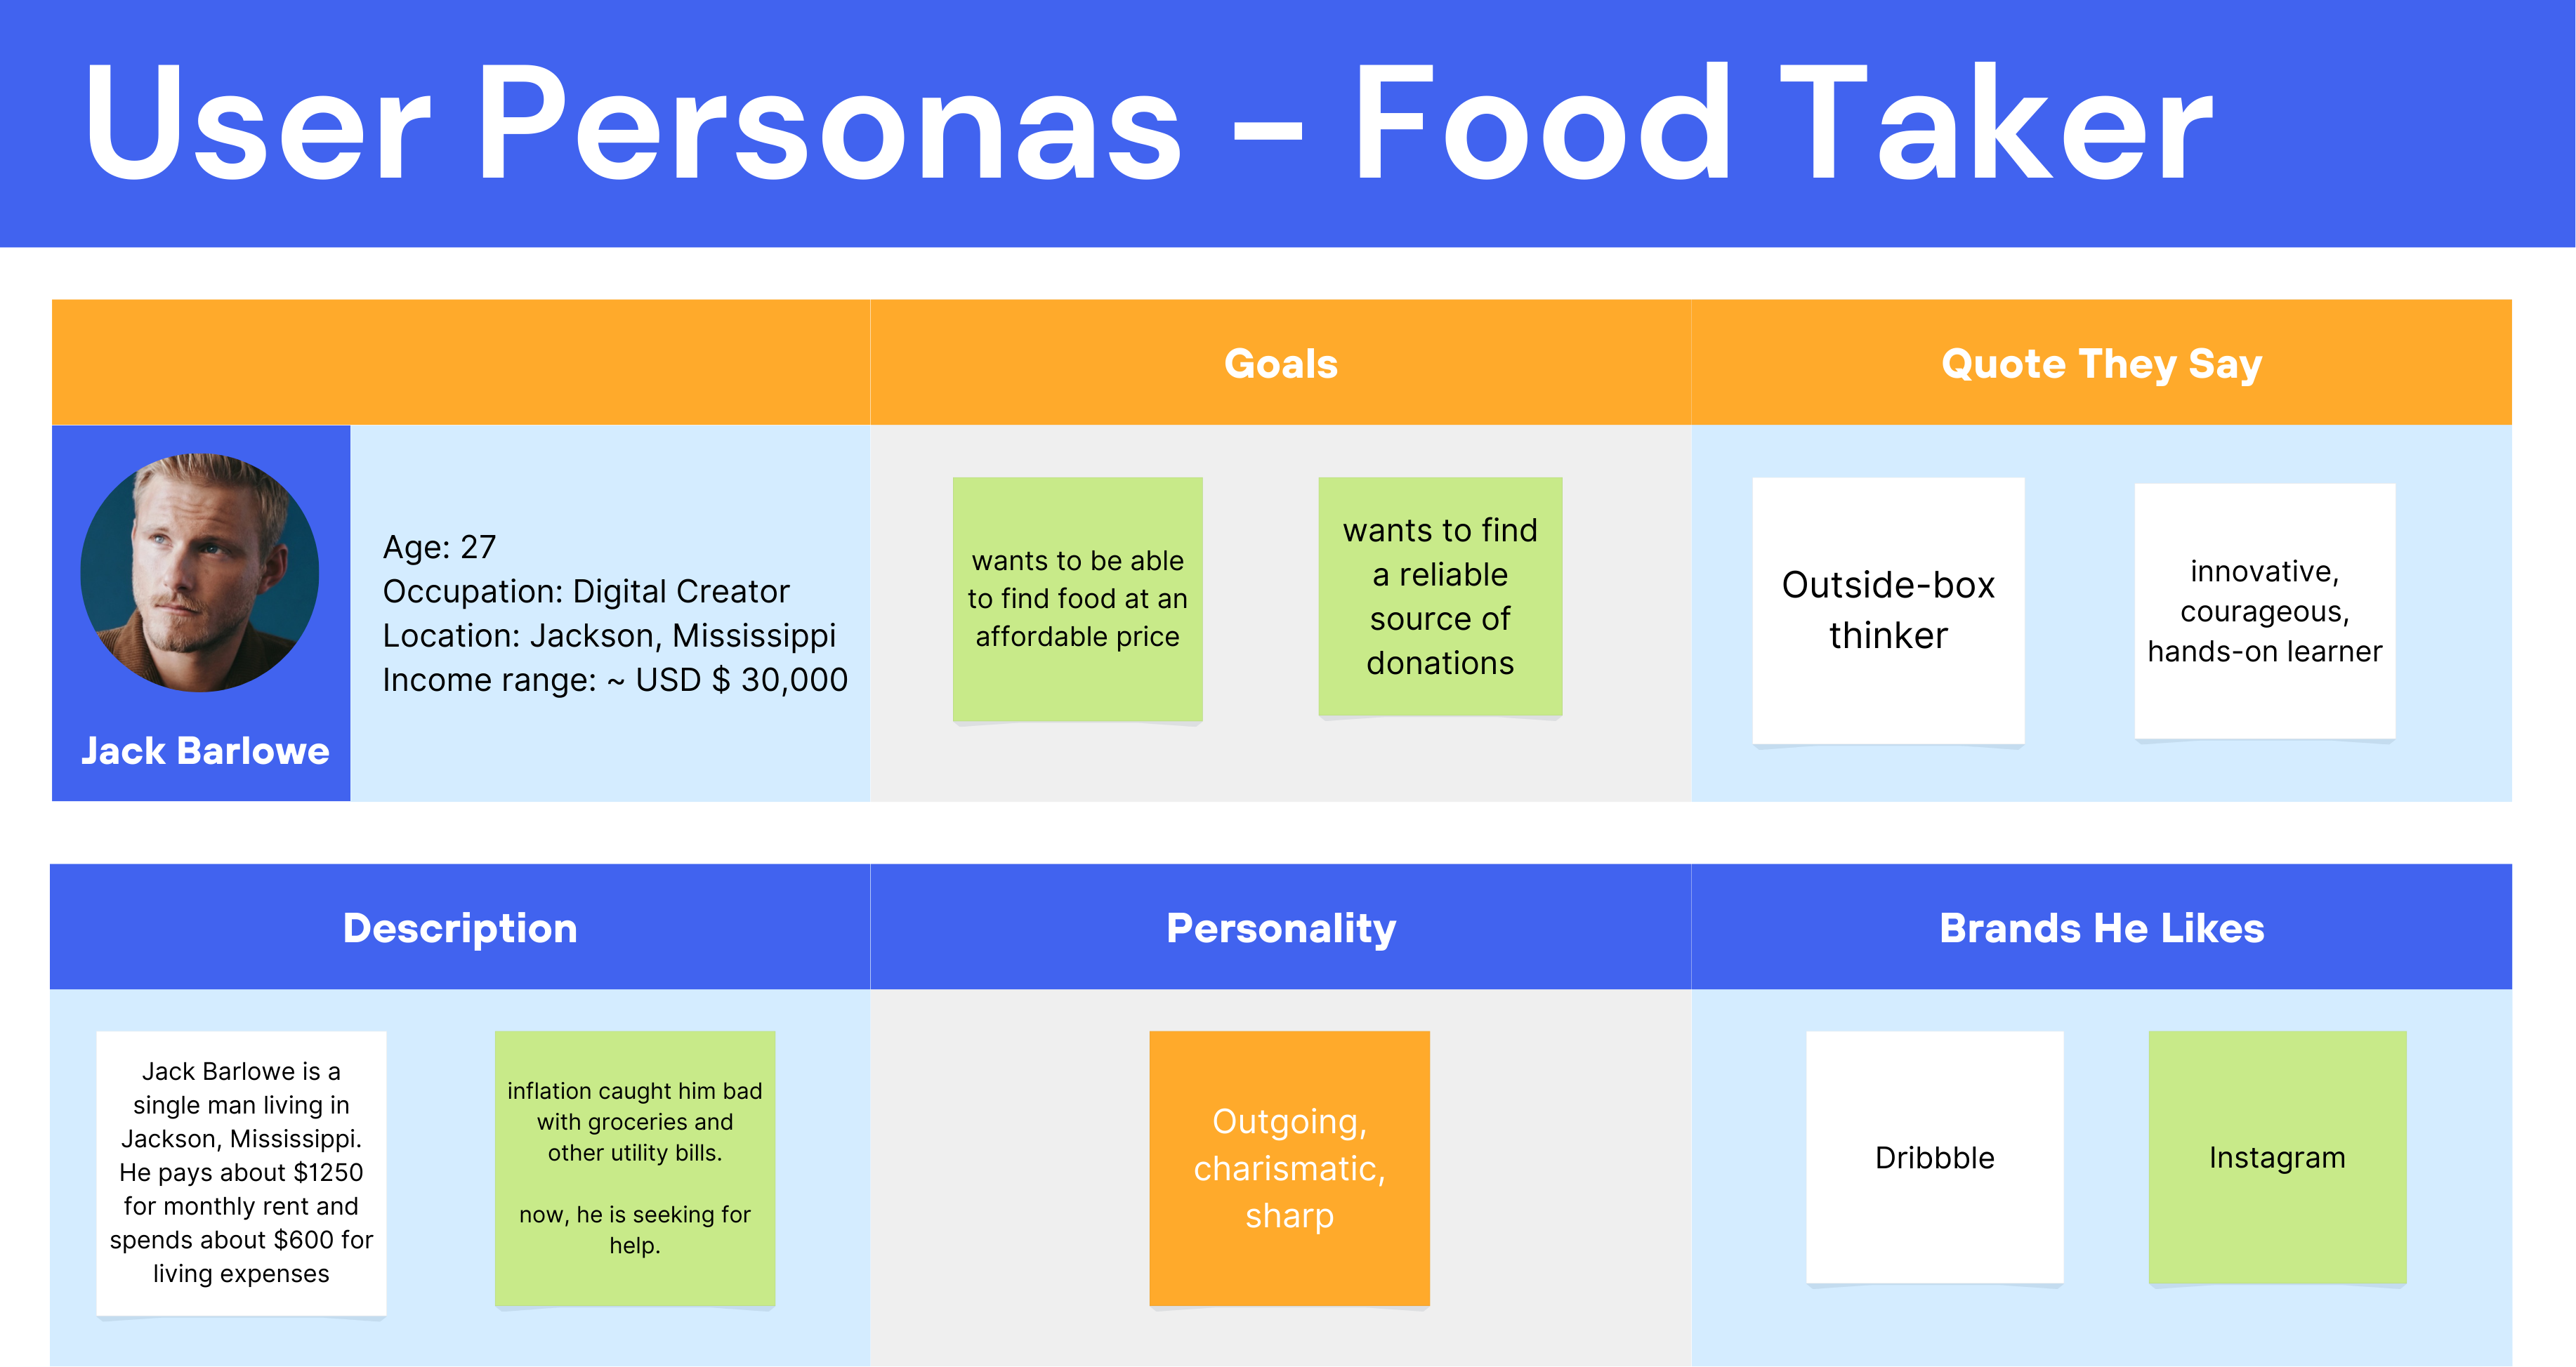 User Personas - Food Taker
Goals
Quote They Say
Jack Barlowe
Age: 27
Occupation: Digital Creator
Location: Jackson, Mississippi
Income range: ~ USD $ 30,000
wants to be able
to find food at an
affordable price
wants to find
a reliable
source of
donations
Outside-box
thinker
innovative,
courageous,
hands-on learner
Description
Personality
Brands He Likes
Jack Barlowe is a
single man living in
Jackson, Mississippi.
He pays about $1250
for monthly rent and
spends about $600 for
living expenses
inflation caught him bad
with groceries and
other utility bills.
now, he is seeking for
help.
Outgoing,
charismatic,
sharp
Dribbble
Instagram